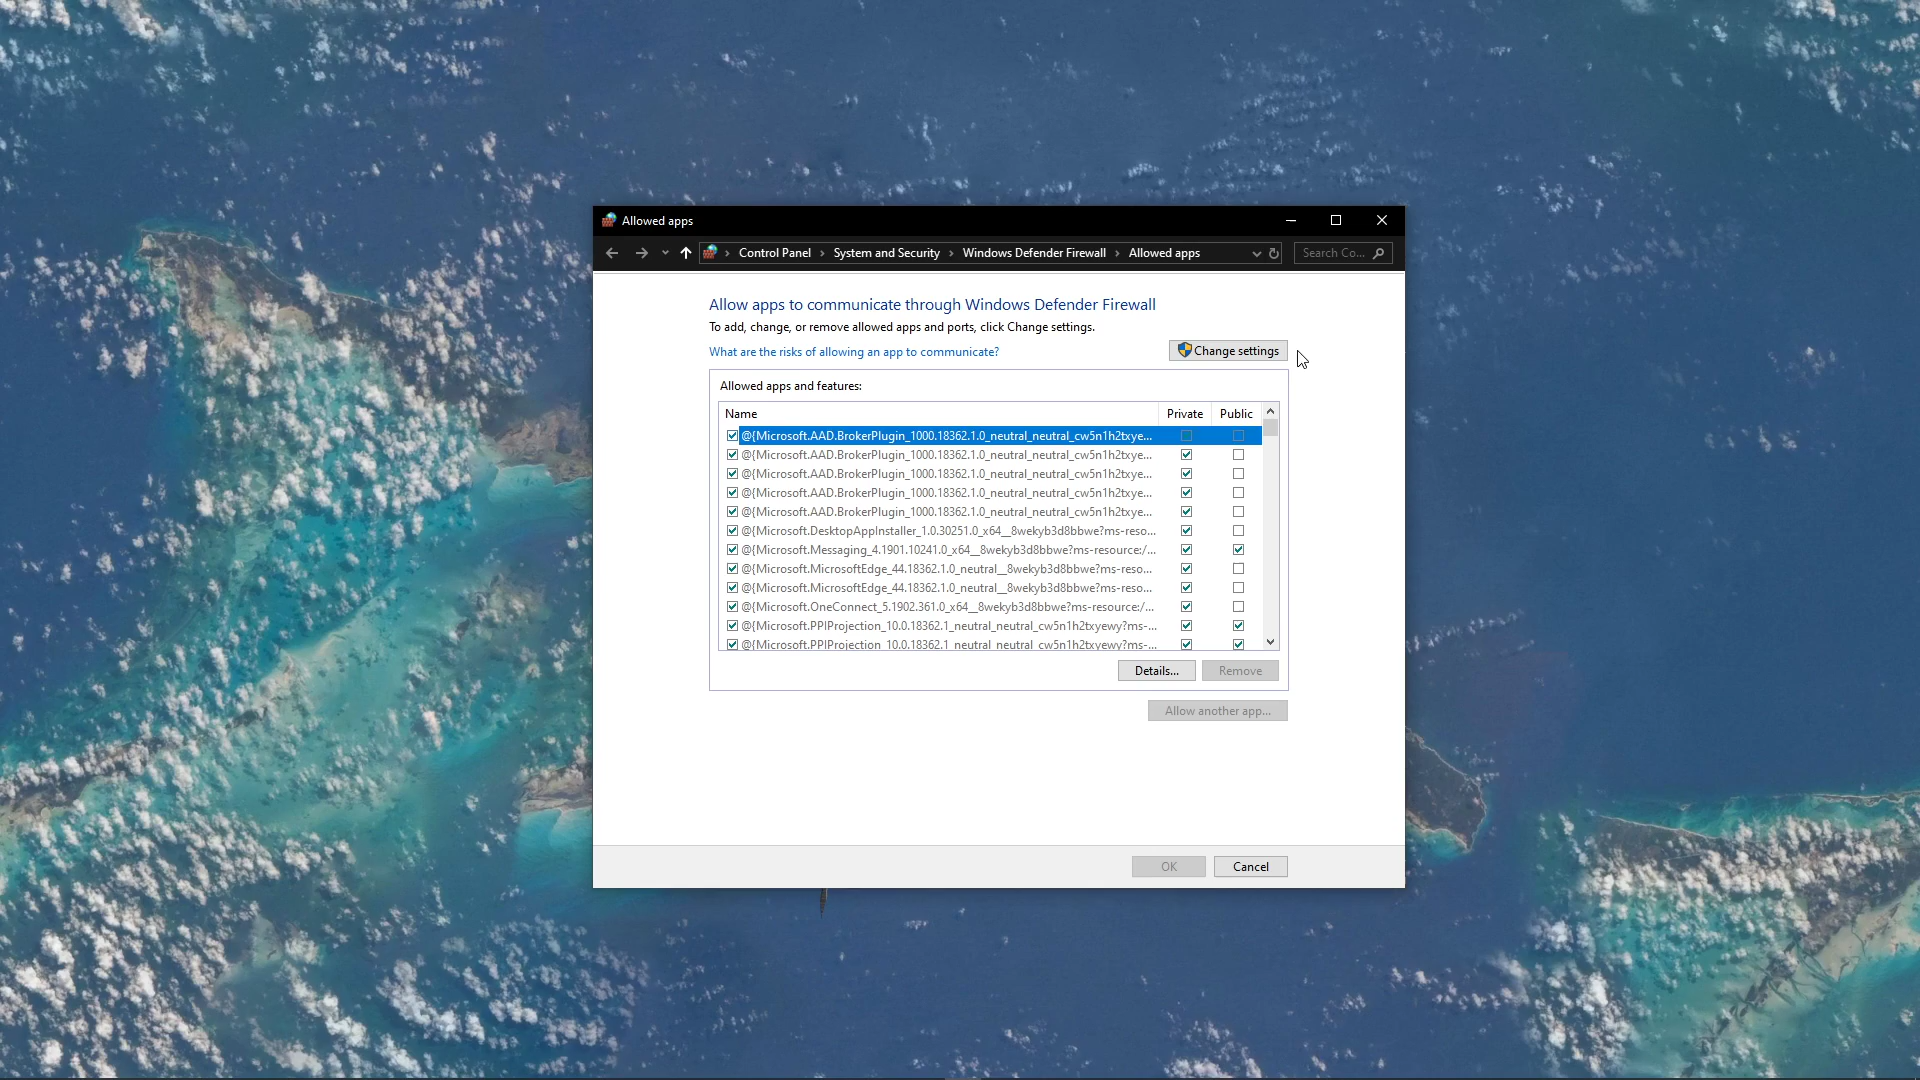 Allowed apps
Control Panel › System and Security › Windows Defender Firewall › Allowed apps
Search Co...
Allow apps to communicate through Windows Defender Firewall
To add, change, or remove allowed apps and ports, click Change settings.
What are the risks of allowing an app to communicate?
Change settings
Allowed apps and features:
Name Private Public
@{Microsoft.AAD.BrokerPlugin_1000.18362.1.0_neutral_neutral_cw5n1h2txye...
@{Microsoft.AAD.BrokerPlugin_1000.18362.1.0_neutral_neutral_cw5n1h2txye...
@{Microsoft.AAD.BrokerPlugin_1000.18362.1.0_neutral_neutral_cw5n1h2txye...
@{Microsoft.AAD.BrokerPlugin_1000.18362.1.0_neutral_neutral_cw5n1h2txye...
@{Microsoft.AAD.BrokerPlugin_1000.18362.1.0_neutral_neutral_cw5n1h2txye...
@{Microsoft.DesktopAppInstaller_1.0.30251.0_x64__8wekyb3d8bbwe?ms-reso...
@{Microsoft.Messaging_4.1901.10241.0_x64__8wekyb3d8bbwe?ms-resource:/...
@{Microsoft.MicrosoftEdge_44.18362.1.0_neutral__8wekyb3d8bbwe?ms-reso...
@{Microsoft.MicrosoftEdge_44.18362.1.0_neutral__8wekyb3d8bbwe?ms-reso...
@{Microsoft.OneConnect_5.1902.361.0_x64__8wekyb3d8bbwe?ms-resource:/...
@{Microsoft.PPIProjection_10.0.18362.1_neutral_neutral_cw5n1h2txyewy?ms-...
@{Microsoft.PPIProjection_10.0.18362.1_neutral_neutral_cw5n1h2txyewy?ms-...
Details... Remove
Allow another app...
OK Cancel